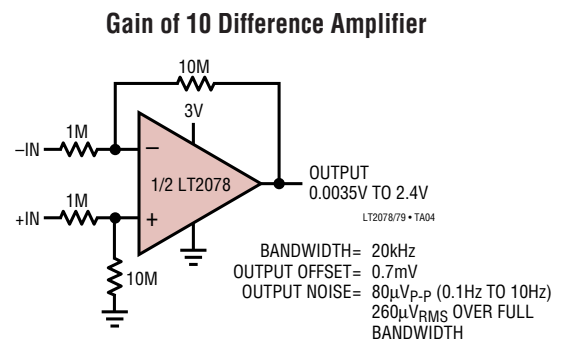 Gain of 10 Difference Amplifier
10M
3V
1M
–IN
−
1/2 LT2078
OUTPUT
0.0035V TO 2.4V
LT2078/79 • TA04
1M
+IN
+
10M
BANDWIDTH= 20kHz
OUTPUT OFFSET= 0.7mV
OUTPUT NOISE= 80µVP-P (0.1Hz TO 10Hz)
260µVRMS OVER FULL
BANDWIDTH